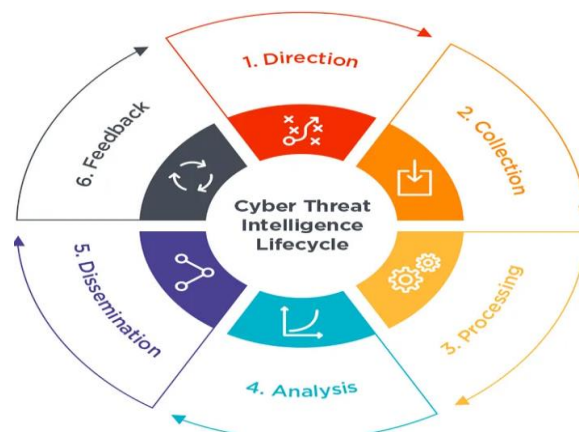 Cyber Threat
Intelligence
Lifecycle
1. Direction
2. Collection
3. Processing
4. Analysis
5. Dissemination
6. Feedback